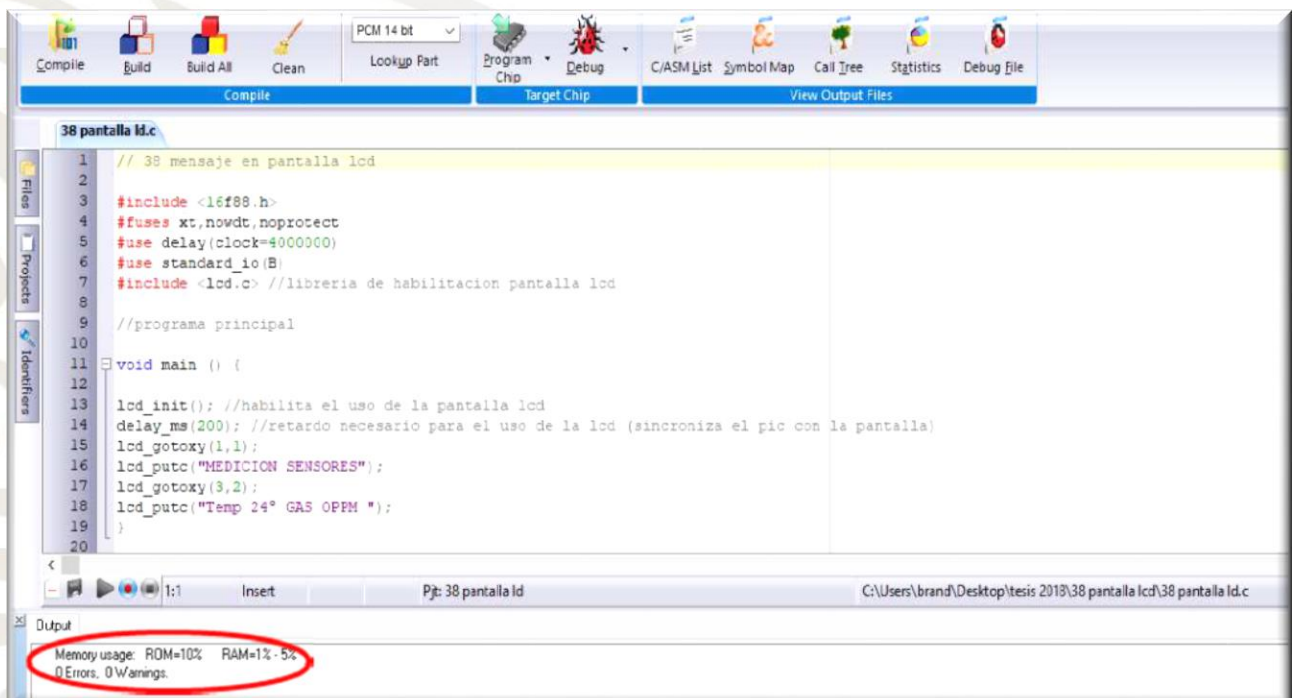 PCM 14 bit
Compile Build Build All Clean Lookup Part Program Chip Debug C/ASM List Symbol Map Call Tree Statistics Debug File
Compile Target Chip View Output Files
38 pantalla ld.c
Files
Projects
Identifiers
1 // 38 mensaje en pantalla lcd
2
3 #include <16f88.h>
4 #fuses xt,nowdt,noprotect
5 #use delay(clock=4000000)
6 #use standard_io(B)
7 #include <lcd.c> //libreria de habilitacion pantalla lcd
8
9 //programa principal
10
11 void main () {
12
13 lcd_init(); //habilita el uso de la pantalla lcd
14 delay_ms(200); //retardo necesario para el uso de la lcd (sincroniza el pic con la pantalla)
15 lcd_gotoxy(1,1);
16 lcd_putc("MEDICION SENSORES");
17 lcd_gotoxy(3,2);
18 lcd_putc("Temp 24° GAS OPPM ");
19 }
20
1:1 Insert Pjt: 38 pantalla ld C:\Users\brand\Desktop\tesis 2018\38 pantalla lcd\38 pantalla ld.c
Output
Memory usage: ROM=10% RAM=1% - 5%
0 Errors, 0 Warnings.